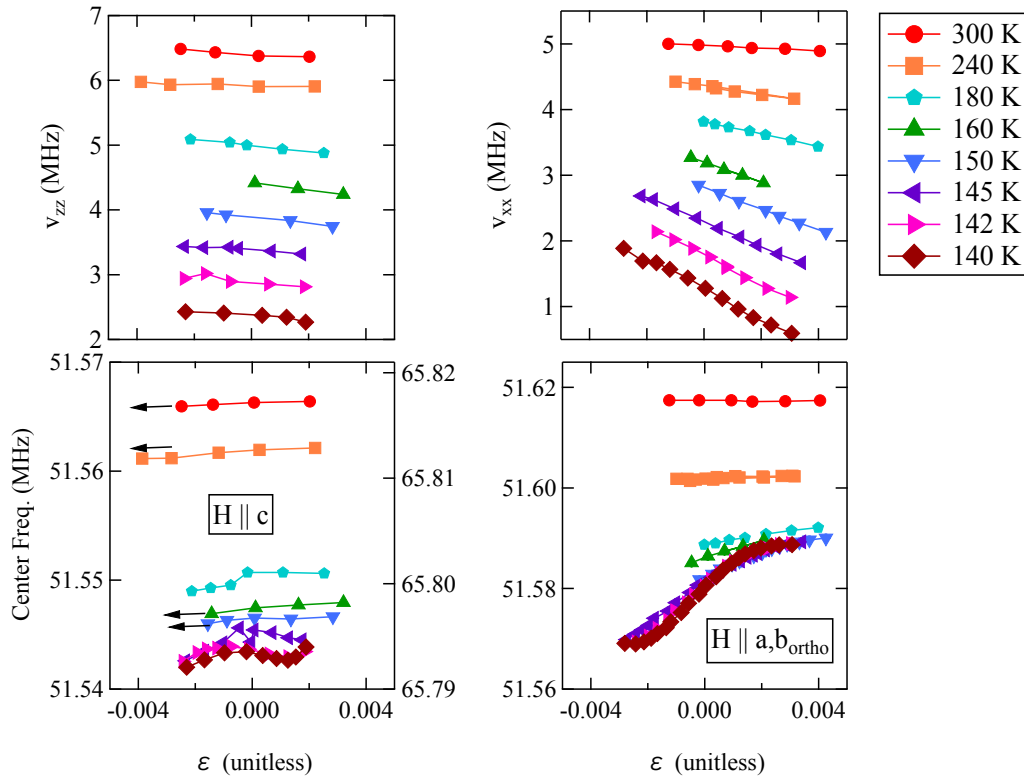 7
6
5
4
3
2
ν_zz (MHz)
5
4
3
2
1
ν_xx (MHz)
300 K
240 K
180 K
160 K
150 K
145 K
142 K
140 K
51.57
51.56
51.55
51.54
Center Freq. (MHz)
65.82
65.81
65.80
65.79
H || c
-0.004
0.000
0.004
ε (unitless)
51.62
51.60
51.58
51.56
H || a,b_ortho
-0.004
0.000
0.004
ε (unitless)